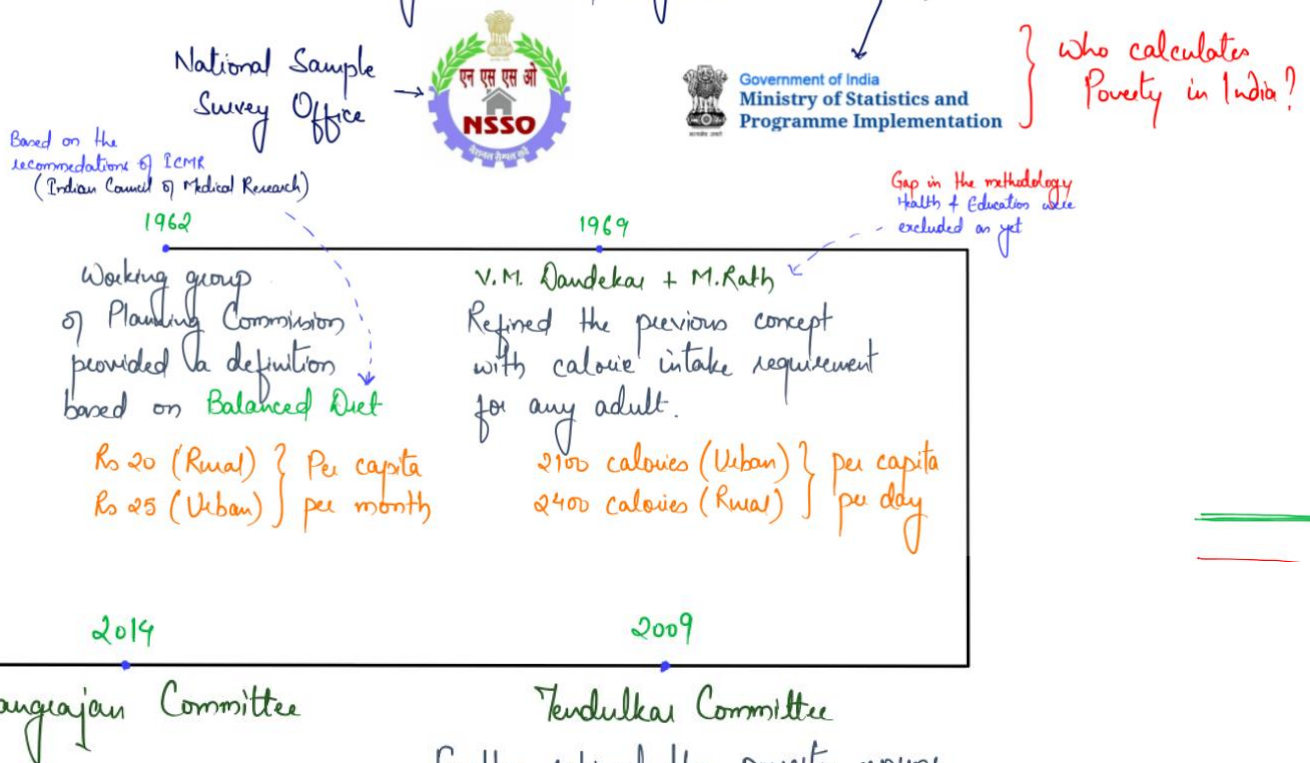 National Sample
Survey Office
एन एस एस ओ
NSSO
Government of India
Ministry of Statistics and
Programme Implementation
Who calculates
Poverty in India?
Based on the
recommedations of ICMR
(Indian Council of Medical Research)
Gap in the methodology
Health & Education were
excluded as yet
1962
1969
Working group
of Planning Commission
provided a definition
based on Balanced Diet
Rs 20 (Rural)
Rs 25 (Urban)
Per capita
per month
V.M. Dandekar + M.Rath
Refined the previous concept
with calorie intake requirement
for any adult.
2100 calories (Urban)
2400 calories (Rural)
per capita
per day
2014
2009
angrajan Committee
Tendulkar Committee